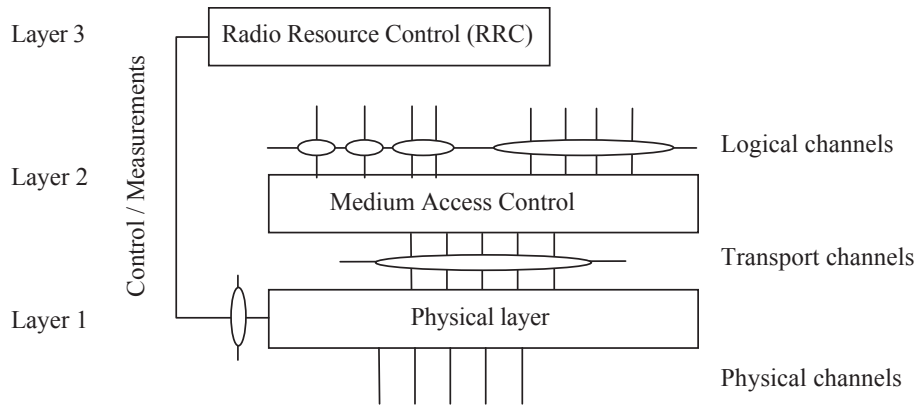 Layer 3
Radio Resource Control (RRC)
Control / Measurements
Logical channels
Layer 2
Medium Access Control
Transport channels
Layer 1
Physical layer
Physical channels